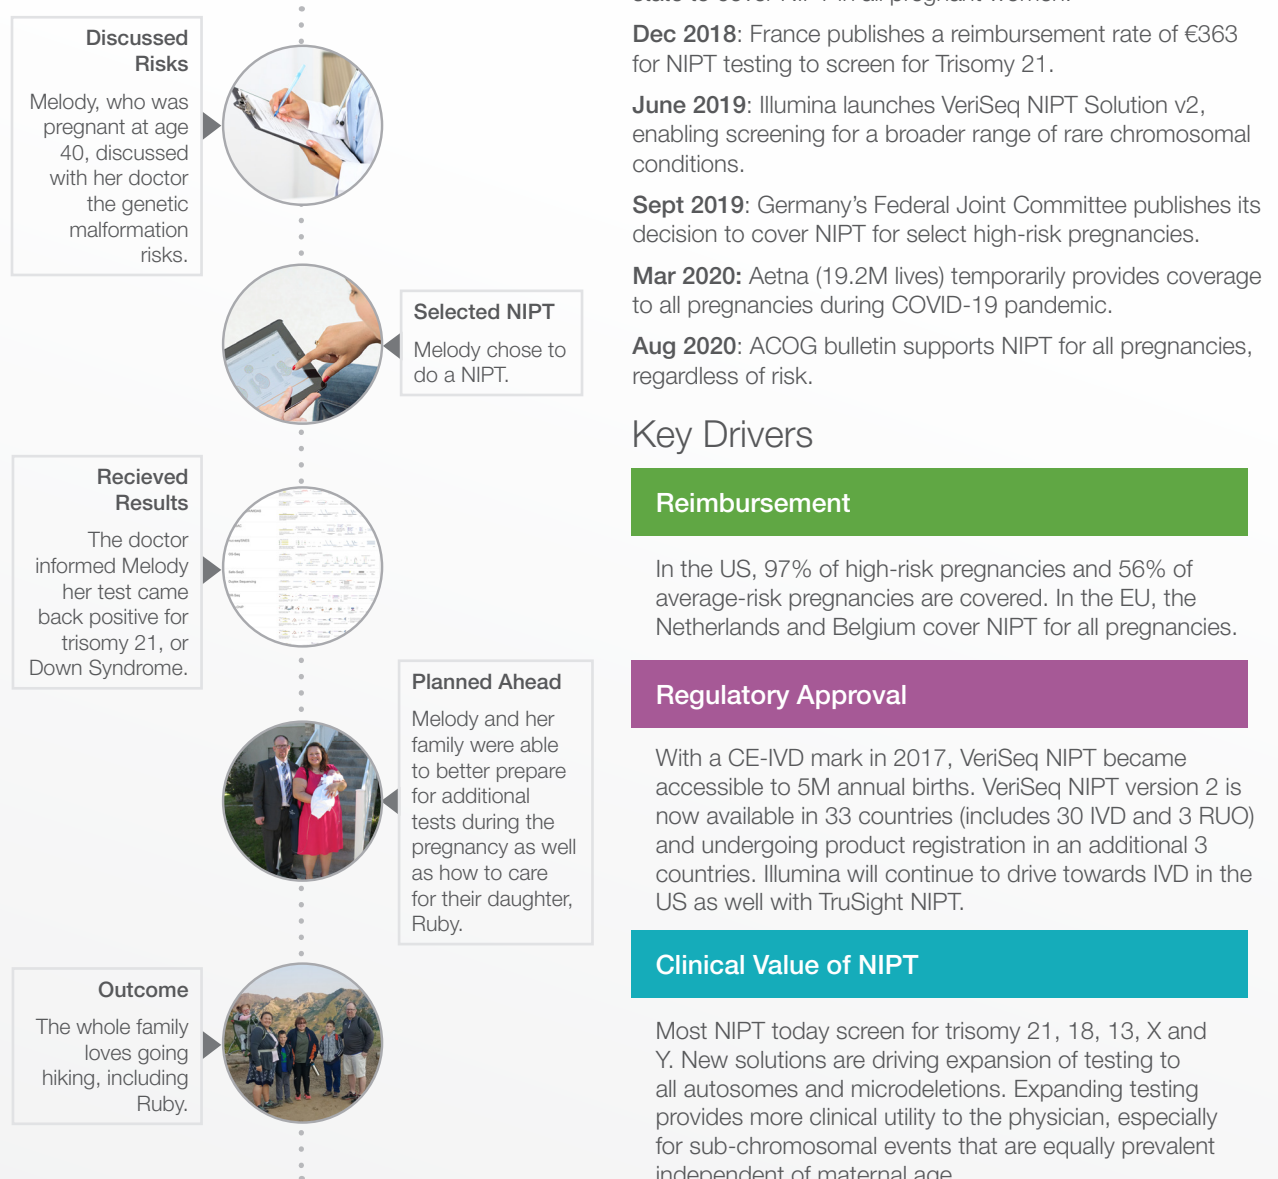 Discussed
Risks
Melody, who was
pregnant at age
40, discussed
with her doctor
the genetic
malformation
risks.
Selected NIPT
Melody chose to
do a NIPT.
Recieved
Results
The doctor
informed Melody
her test came
back positive for
trisomy 21, or
Down Syndrome.
Planned Ahead
Melody and her
family were able
to better prepare
for additional
tests during the
pregnancy as well
as how to care
for their daughter,
Ruby.
Outcome
The whole family
loves going
hiking, including
Ruby.
state to cover NIPT in all pregnant women.
Dec 2018: France publishes a reimbursement rate of €363
for NIPT testing to screen for Trisomy 21.
June 2019: Illumina launches VeriSeq NIPT Solution v2,
enabling screening for a broader range of rare chromosomal
conditions.
Sept 2019: Germany’s Federal Joint Committee publishes its
decision to cover NIPT for select high-risk pregnancies.
Mar 2020: Aetna (19.2M lives) temporarily provides coverage
to all pregnancies during COVID-19 pandemic.
Aug 2020: ACOG bulletin supports NIPT for all pregnancies,
regardless of risk.
Key Drivers
Reimbursement
In the US, 97% of high-risk pregnancies and 56% of
average-risk pregnancies are covered. In the EU, the
Netherlands and Belgium cover NIPT for all pregnancies.
Regulatory Approval
With a CE-IVD mark in 2017, VeriSeq NIPT became
accessible to 5M annual births. VeriSeq NIPT version 2 is
now available in 33 countries (includes 30 IVD and 3 RUO)
and undergoing product registration in an additional 3
countries. Illumina will continue to drive towards IVD in the
US as well with TruSight NIPT.
Clinical Value of NIPT
Most NIPT today screen for trisomy 21, 18, 13, X and
Y. New solutions are driving expansion of testing to
all autosomes and microdeletions. Expanding testing
provides more clinical utility to the physician, especially
for sub-chromosomal events that are equally prevalent
independent of maternal age